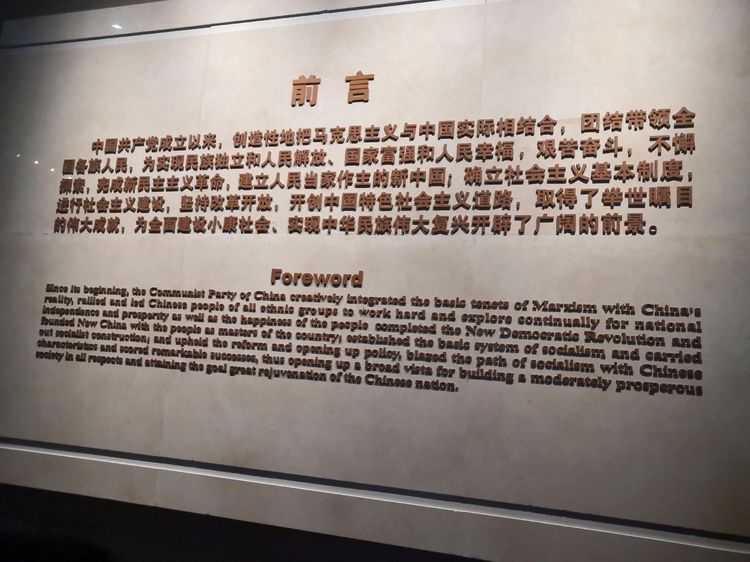 前言
中国共产党成立以来，创造性地把马克思主义与中国实际相结合，团结带领全
国各族人民，为实现民族独立和人民解放、国家富强和人民幸福，艰苦奋斗，不懈
探索，完成新民主主义革命，建立人民当家作主的新中国；确立社会主义基本制度，
进行社会主义建设；坚持改革开放，开创中国特色社会主义道路，取得了举世瞩目
的伟大成就，为全面建设小康社会、实现中华民族伟大复兴开辟了广阔的前景。
Foreword
Since its beginning, the Communist Party of China creatively integrated the basic tenets of Marxism with China's
reality, rallied and led Chinese people of all ethnic groups to work hard and explore continually for national
independence and prosperity as well as the happiness of the people completed the New Democratic Revolution and
founded New China with the people as masters of the country; established the basic system of socialism and carried
out socialist construction; and upheld the reform and opening up policy, blazed the path of socialism with Chinese
characteristics and scored remarkable successes, thus opening up a broad vista for building a moderately prosperous
society in all respects and attaining the goal great rejuvenation of the Chinese nation.